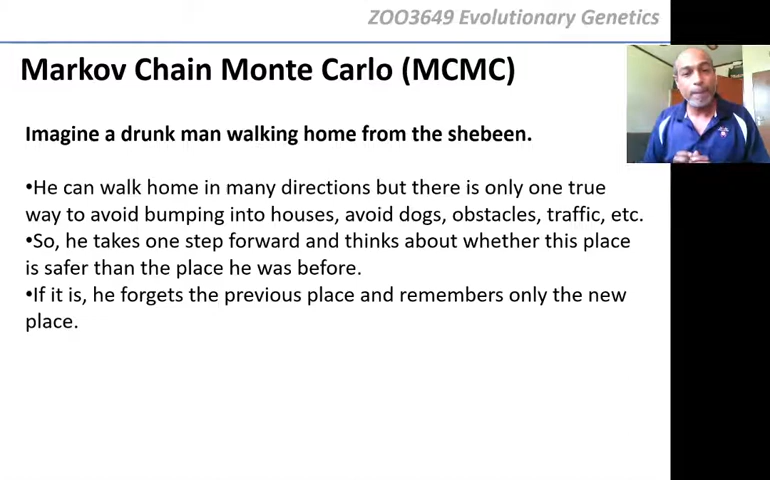 ZOO3649 Evolutionary Genetics
Markov Chain Monte Carlo (MCMC)
Imagine a drunk man walking home from the shebeen.
•He can walk home in many directions but there is only one true
way to avoid bumping into houses, avoid dogs, obstacles, traffic, etc.
•So, he takes one step forward and thinks about whether this place
is safer than the place he was before.
•If it is, he forgets the previous place and remembers only the new
place.